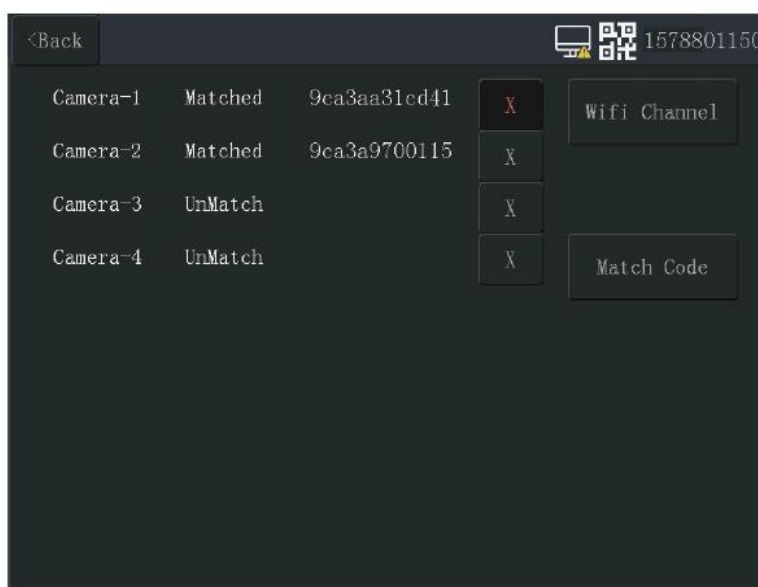 <Back 1578801150
Camera-1 Matched 9ca3aa31cd41 X Wifi Channel
Camera-2 Matched 9ca3a9700115 X
Camera-3 UnMatch X
Camera-4 UnMatch X Match Code